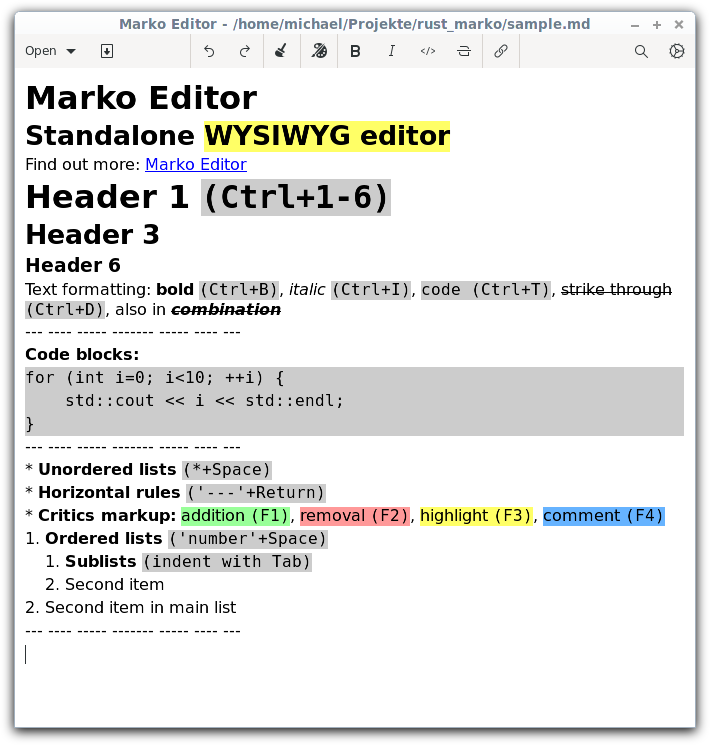 Marko Editor - /home/michael/Projekte/rust_marko/sample.md
Open B I </> S
Marko Editor
Standalone WYSIWYG editor
Find out more: Marko Editor
Header 1 (Ctrl+1-6)
Header 3
Header 6
Text formatting: bold (Ctrl+B), italic (Ctrl+I), code (Ctrl+T), strike through
(Ctrl+D), also in combination
--- ---- ----- ------- ----- ---- ---
Code blocks:
for (int i=0; i<10; ++i) {
    std::cout << i << std::endl;
}
--- ---- ----- ------- ----- ---- ---
* Unordered lists (*+Space)
* Horizontal rules ('---'+Return)
* Critics markup: addition (F1), removal (F2), highlight (F3), comment (F4)
1. Ordered lists ('number'+Space)
    1. Sublists (indent with Tab)
    2. Second item
2. Second item in main list
--- ---- ----- ------- ----- ---- ---